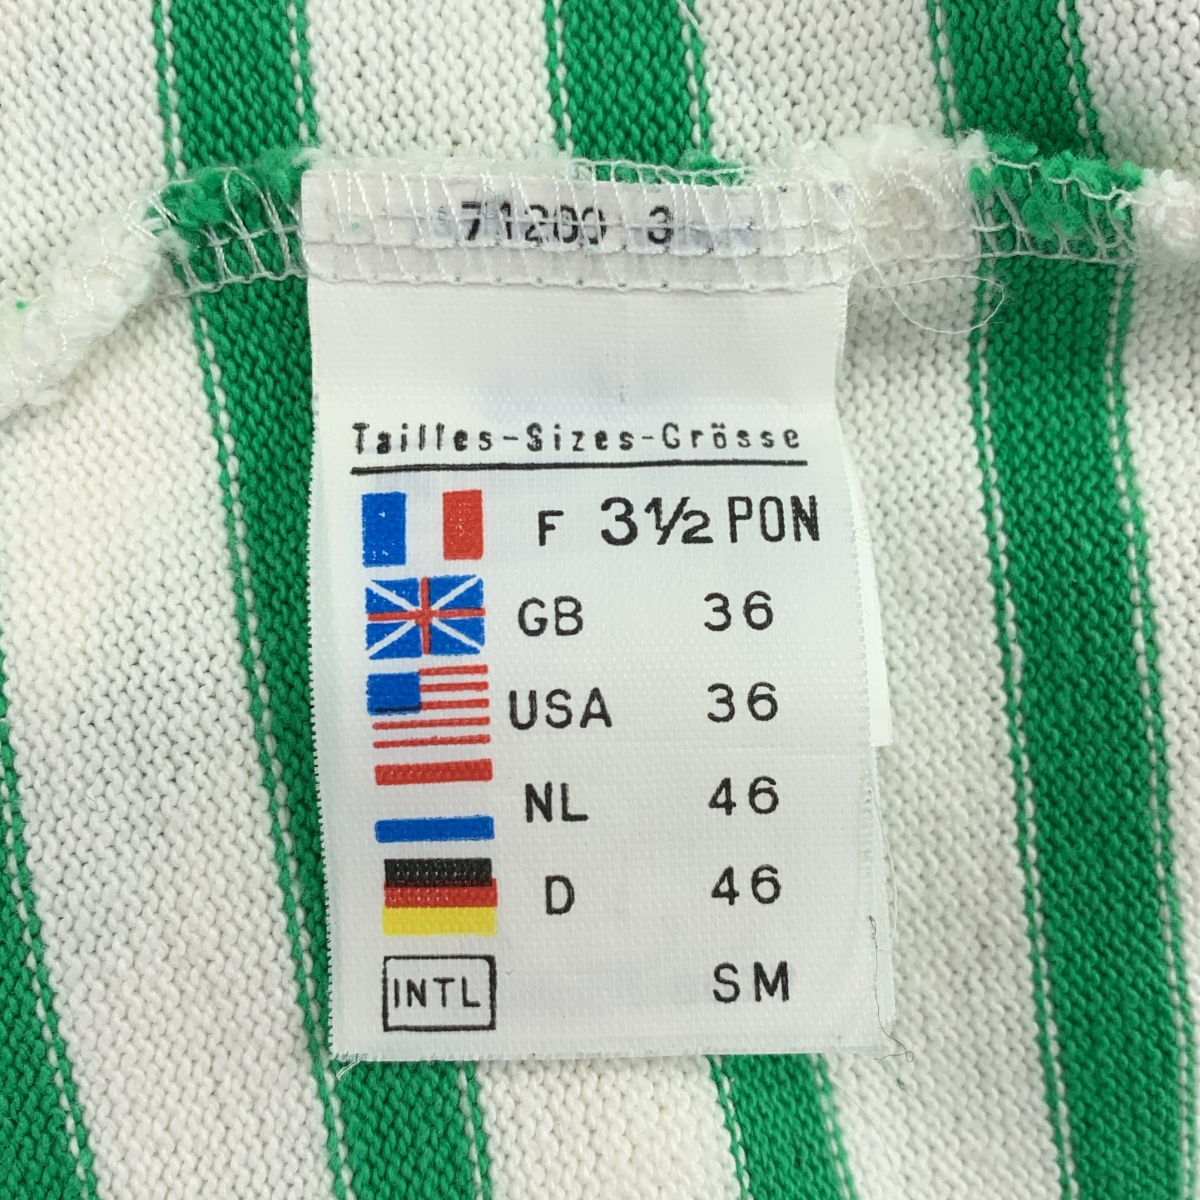 71200 3
Tailles-Sizes-Grösse
F 3½ PON
GB 36
USA 36
NL 46
D 46
INTL SM